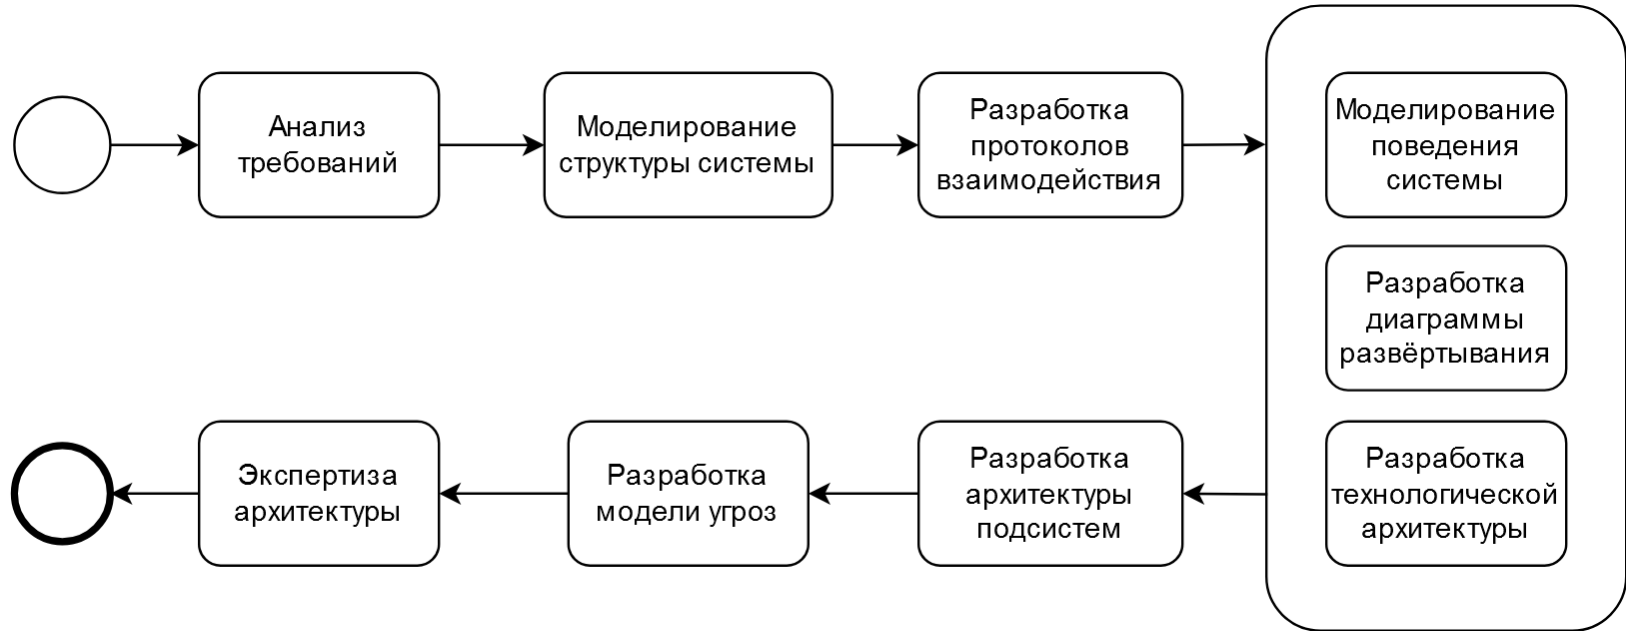 Анализ
требований
Моделирование
структуры системы
Разработка
протоколов
взаимодействия
Моделирование
поведения
системы
Разработка
диаграммы
развёртывания
Разработка
технологической
архитектуры
Разработка
архитектуры
подсистем
Разработка
модели угроз
Экспертиза
архитектуры